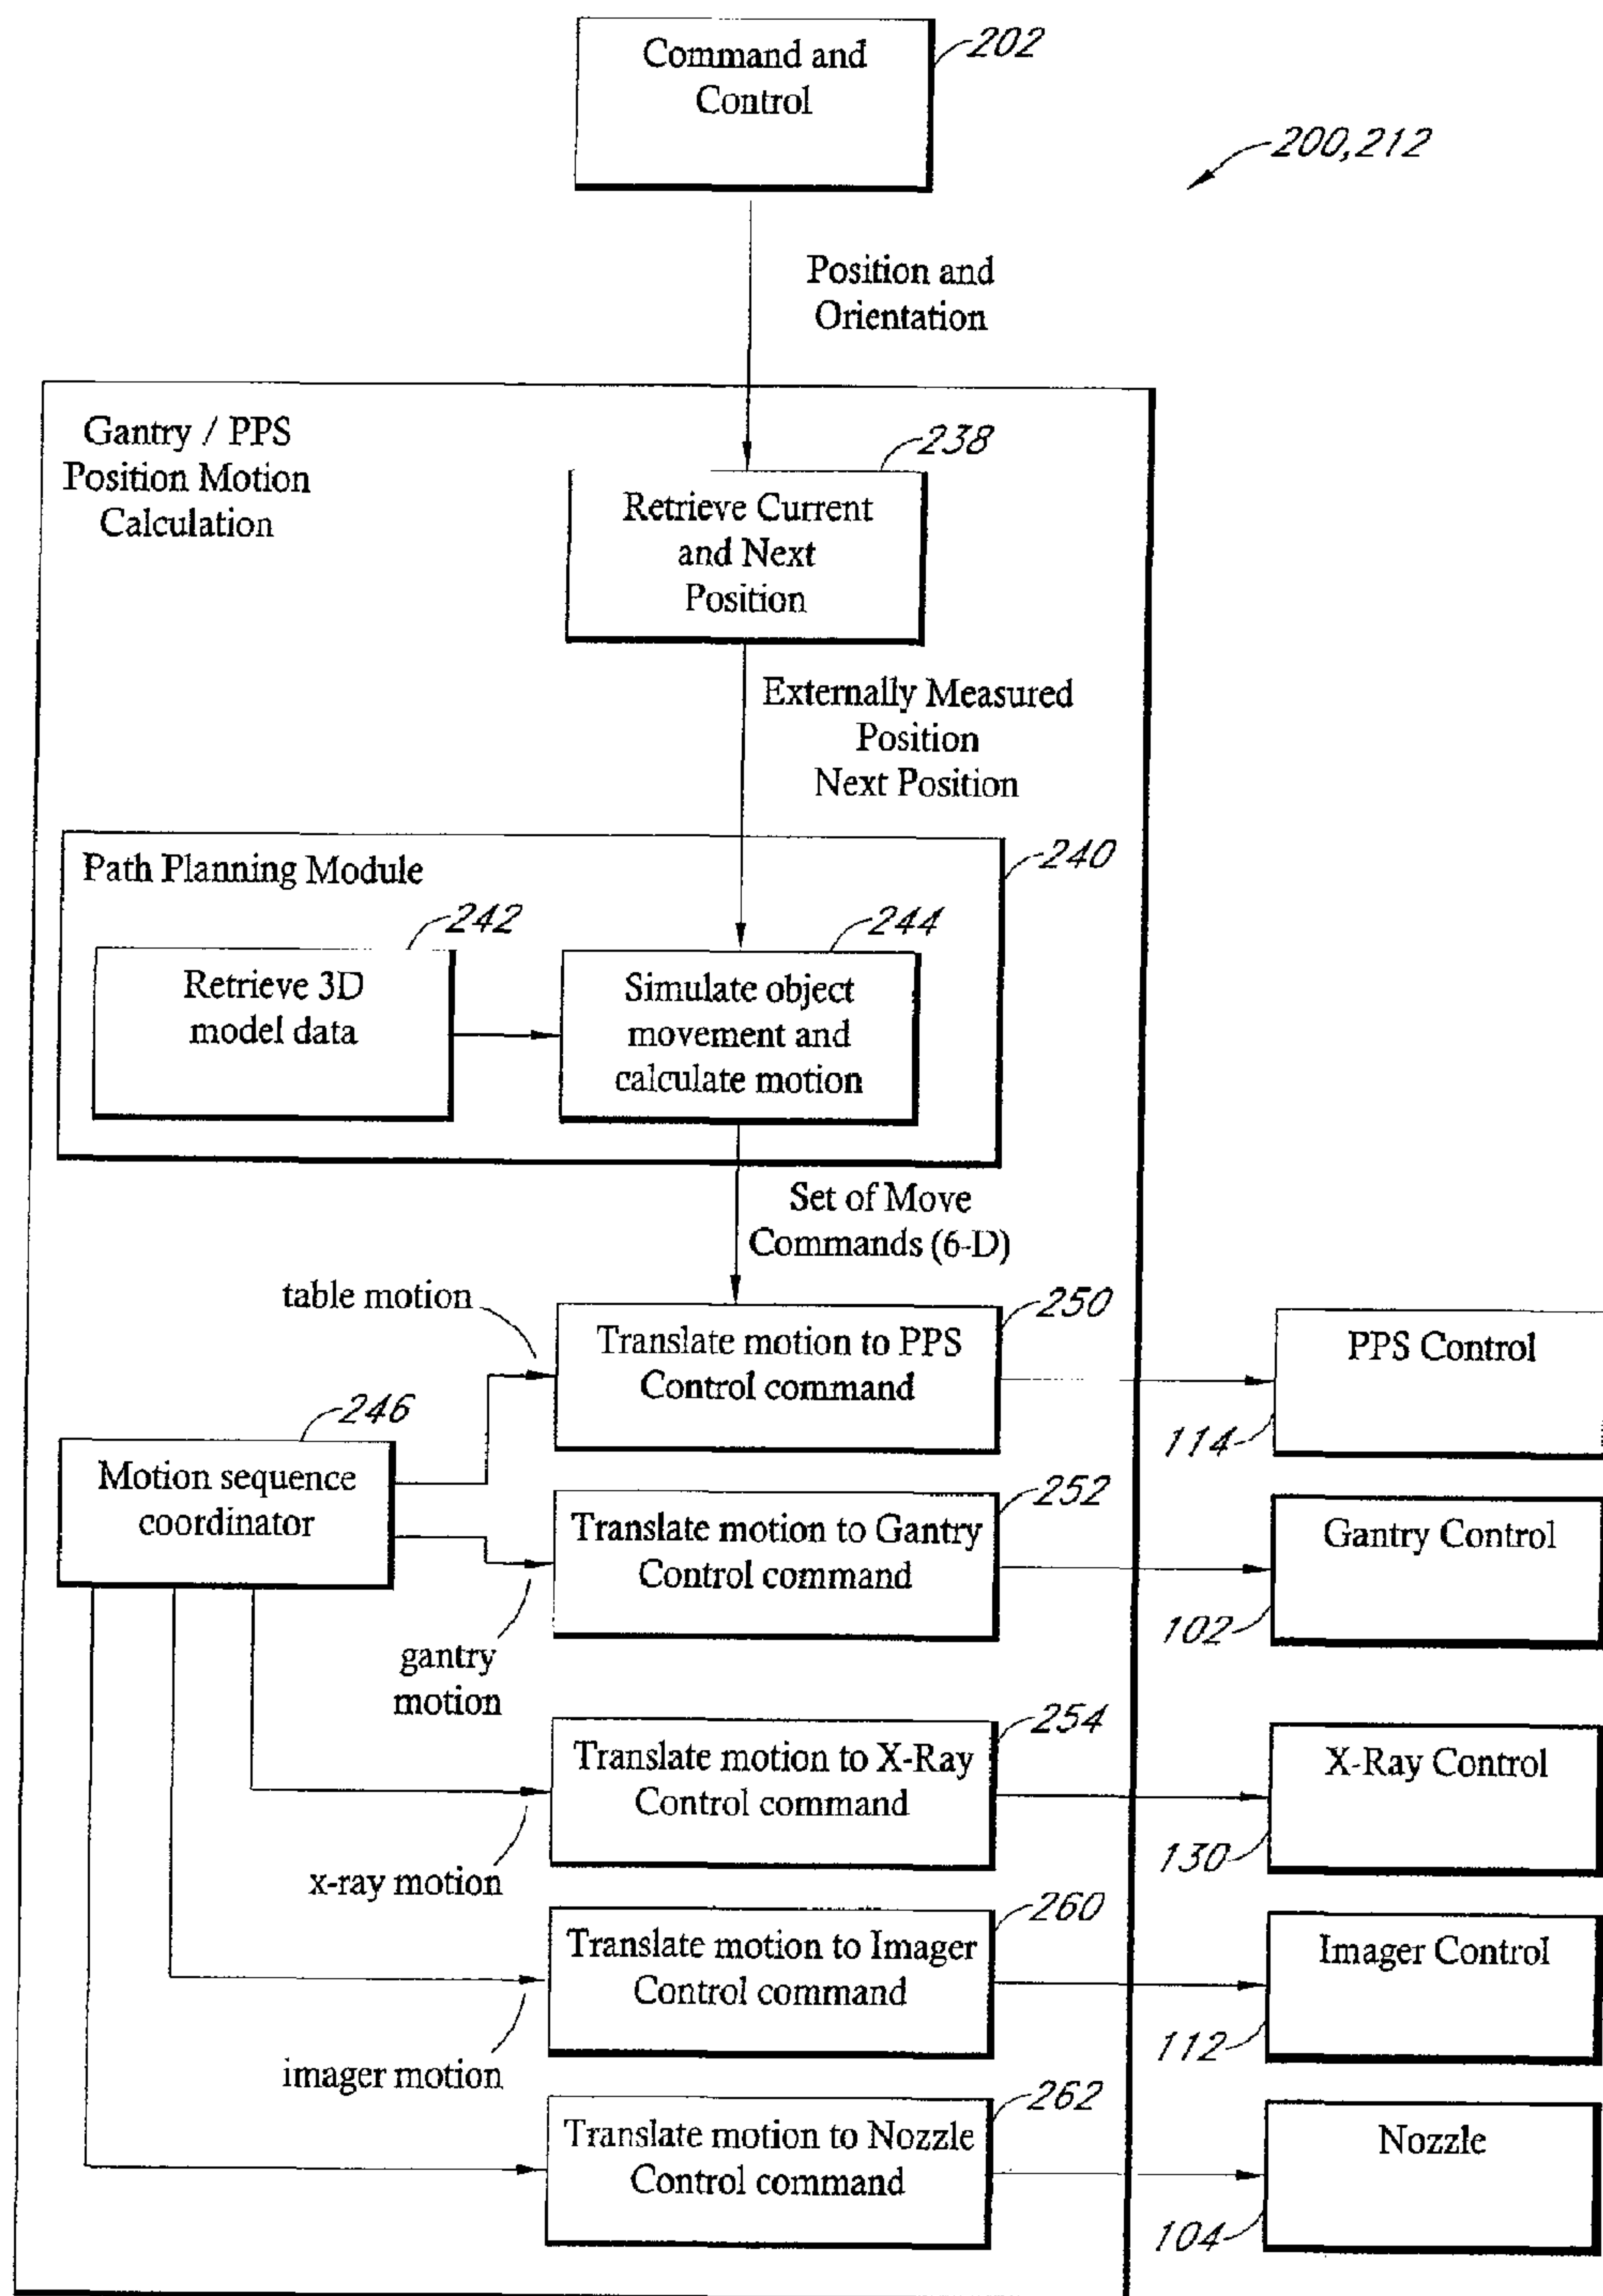 Command and
Control
202
200,212
Position and
Orientation
Gantry / PPS
Position Motion
Calculation
238
Retrieve Current
and Next
Position
Externally Measured
Position
Next Position
Path Planning Module
240
242
Retrieve 3D
model data
244
Simulate object
movement and
calculate motion
Set of Move
Commands (6-D)
table motion
250
Translate motion to PPS
Control command
PPS Control
114
246
Motion sequence
coordinator
252
Translate motion to Gantry
Control command
Gantry Control
102
gantry
motion
254
Translate motion to X-Ray
Control command
X-Ray Control
130
x-ray motion
260
Translate motion to Imager
Control command
Imager Control
112
imager motion
262
Translate motion to Nozzle
Control command
Nozzle
104